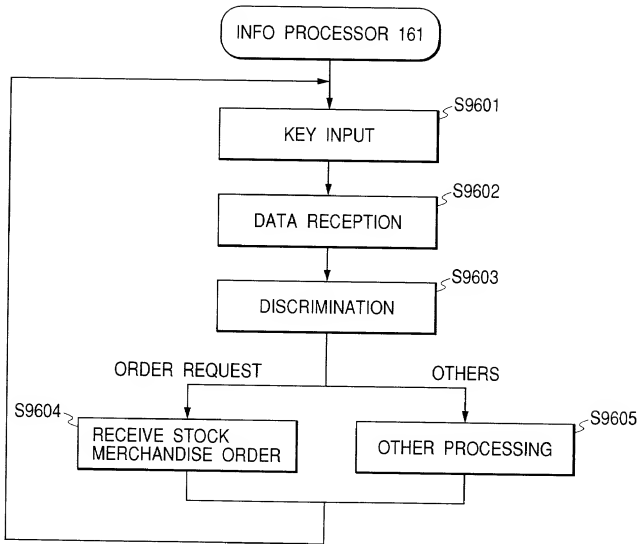 INFO PROCESSOR 161
S9601
KEY INPUT
S9602
DATA RECEPTION
S9603
DISCRIMINATION
ORDER REQUEST
OTHERS
S9604
RECEIVE STOCK
MERCHANDISE ORDER
S9605
OTHER PROCESSING